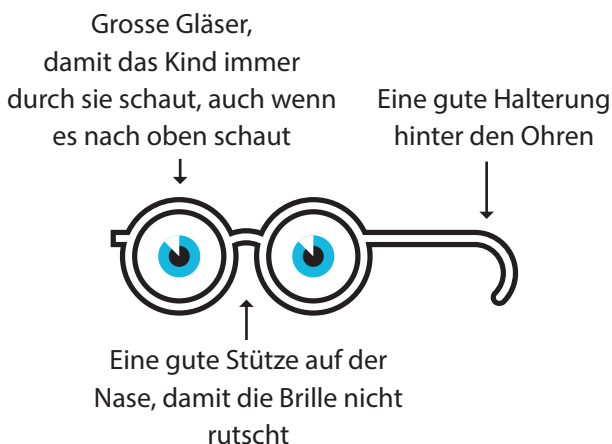 Grosse Gläser,
damit das Kind immer
durch sie schaut, auch wenn
es nach oben schaut
Eine gute Halterung
hinter den Ohren
Eine gute Stütze auf der
Nase, damit die Brille nicht
rutscht